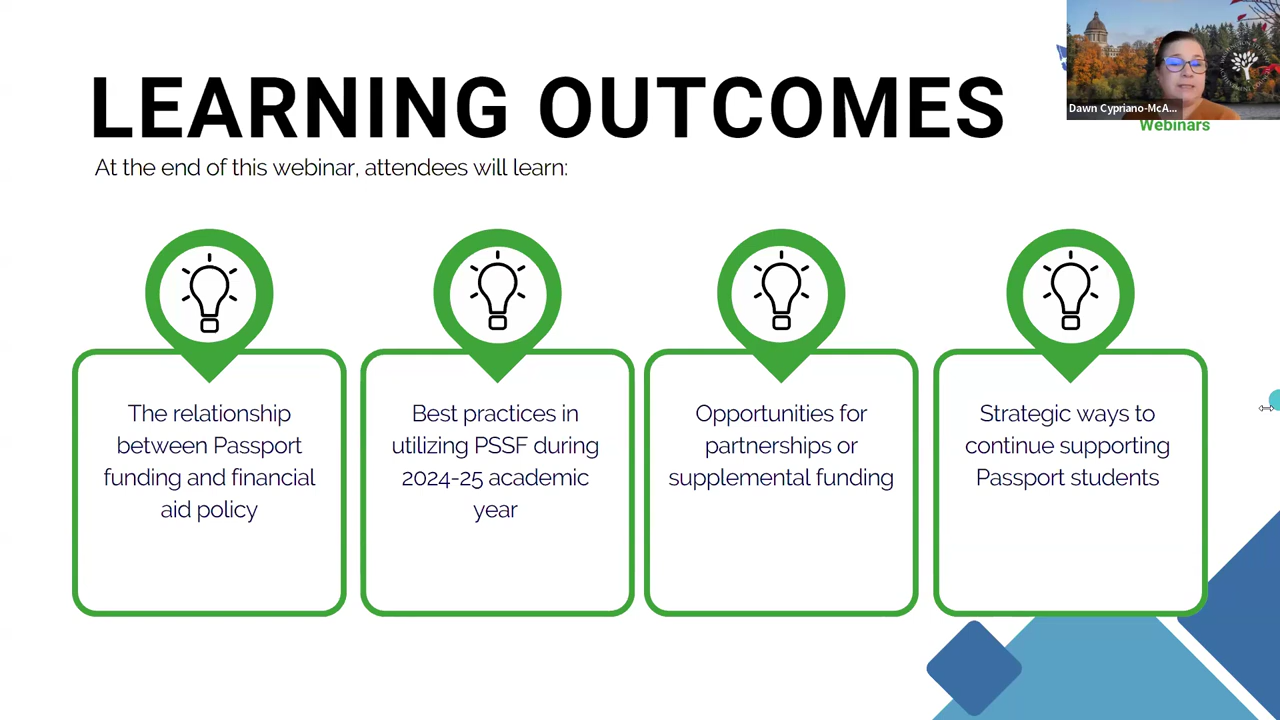 LEARNING OUTCOMES
At the end of this webinar, attendees will learn:
Dawn Cypriano-McA...
Webinars
The relationship
between Passport
funding and financial
aid policy
Best practices in
utilizing PSSF during
2024-25 academic
year
Opportunities for
partnerships or
supplemental funding
Strategic ways to
continue supporting
Passport students